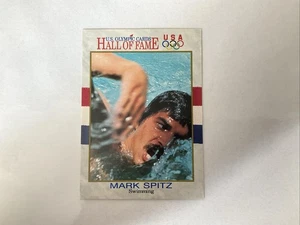 U.S. OLYMPIC CARDS
HALL OF FAME
USA
MARK SPITZ
Swimming